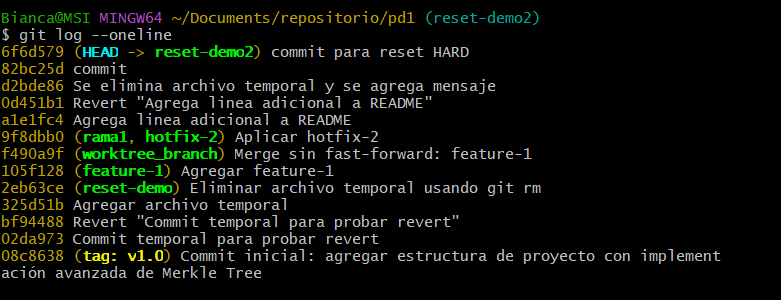 Bianca@MSI MINGW64 ~/Documents/repositorio/pd1 (reset-demo2)
$ git log --oneline
6f6d579 (HEAD -> reset-demo2) commit para reset HARD
82bc25d commit
d2bde86 Se elimina archivo temporal y se agrega mensaje
0d451b1 Revert "Agrega linea adicional a README"
a1e1fc4 Agrega linea adicional a README
9f8dbb0 (rama1, hotfix-2) Aplicar hotfix-2
f490a9f (worktree_branch) Merge sin fast-forward: feature-1
105f128 (feature-1) Agregar feature-1
2eb63ce (reset-demo) Eliminar archivo temporal usando git rm
325d51b Agregar archivo temporal
bf94488 Revert "Commit temporal para probar revert"
02da973 Commit temporal para probar revert
08c8638 (tag: v1.0) Commit inicial: agregar estructura de proyecto con implement
ación avanzada de Merkle Tree